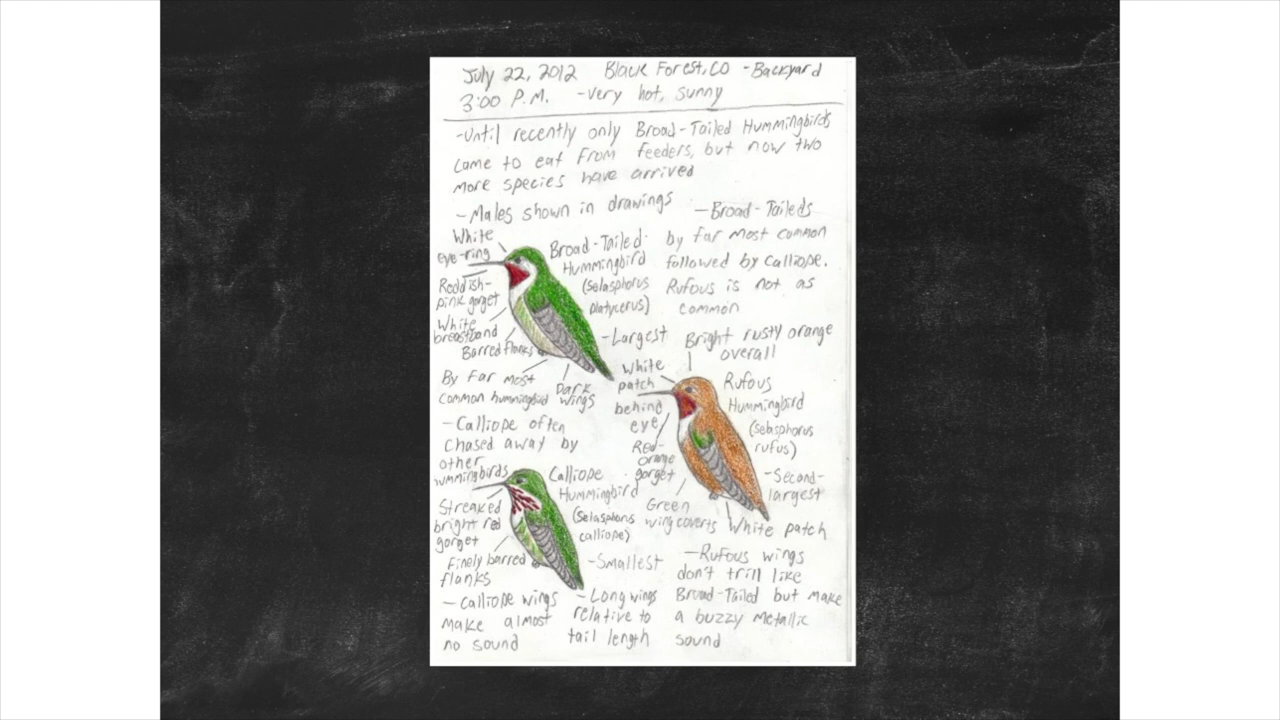 July 22, 2012 Black Forest, CO - Backyard
3:00 P.M. - Very hot, sunny
-Until recently only Broad-Tailed Hummingbirds
came to eat from feeders, but now two
more species have arrived
-Males shown in drawings
White
eye-ring
Reddish-
pink gorget
White
breastband
Barred flanks
By far most
common hummingbird
Dark
wings
Broad-Tailed
Hummingbird
(Selasphorus
platycerus)
-Largest
-Broad-Taileds
by far most common
followed by Calliope.
Rufous is not as
common
Bright rusty orange
overall
White
patch
behind
eye
Red-
orange
gorget
Green
wing coverts
White patch
Rufous
Hummingbird
(Selasphorus
rufus)
-Second-
largest
-Calliope often
chased away by
other
hummingbirds
Streaked
bright red
gorget
Finely barred
flanks
Calliope
Hummingbird
(Selasphorus
calliope)
-Smallest
-Calliope wings
make almost
no sound
-Long wings
relative to
tail length
-Rufous wings
don't trill like
Broad-Tailed but make
a buzzy metallic
sound